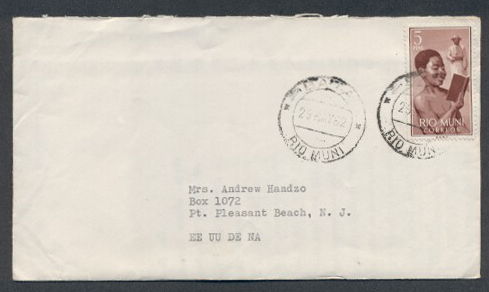 5
RIO MUNI
CORREOS
RIO MUNI
RIO MUNI
Mrs. Andrew Handzo
Box 1072
Pt. Pleasant Beach, N. J.
EE UU DE NA